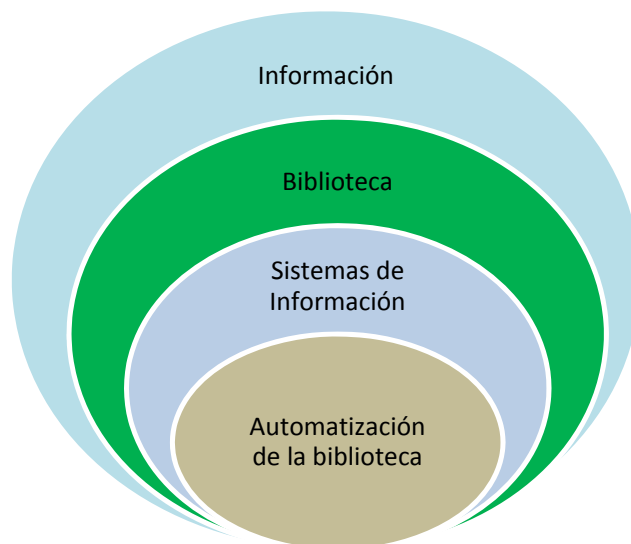 Información
Biblioteca
Sistemas de
Información
Automatización
de la biblioteca